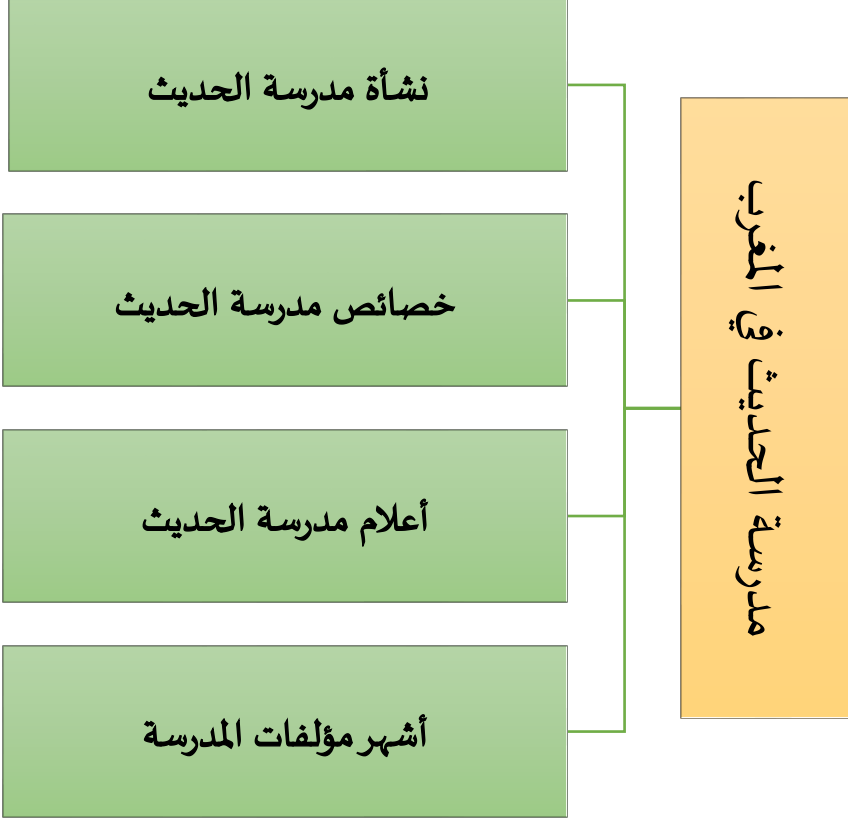 مدرسة الحديث في المغرب
نشأة مدرسة الحديث
خصائص مدرسة الحديث
أعلام مدرسة الحديث
أشهر مؤلفات المدرسة